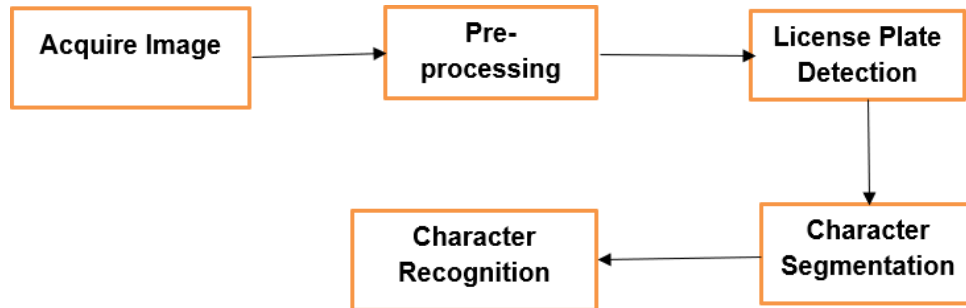 Acquire Image
Pre-
processing
License Plate
Detection
Character
Segmentation
Character
Recognition